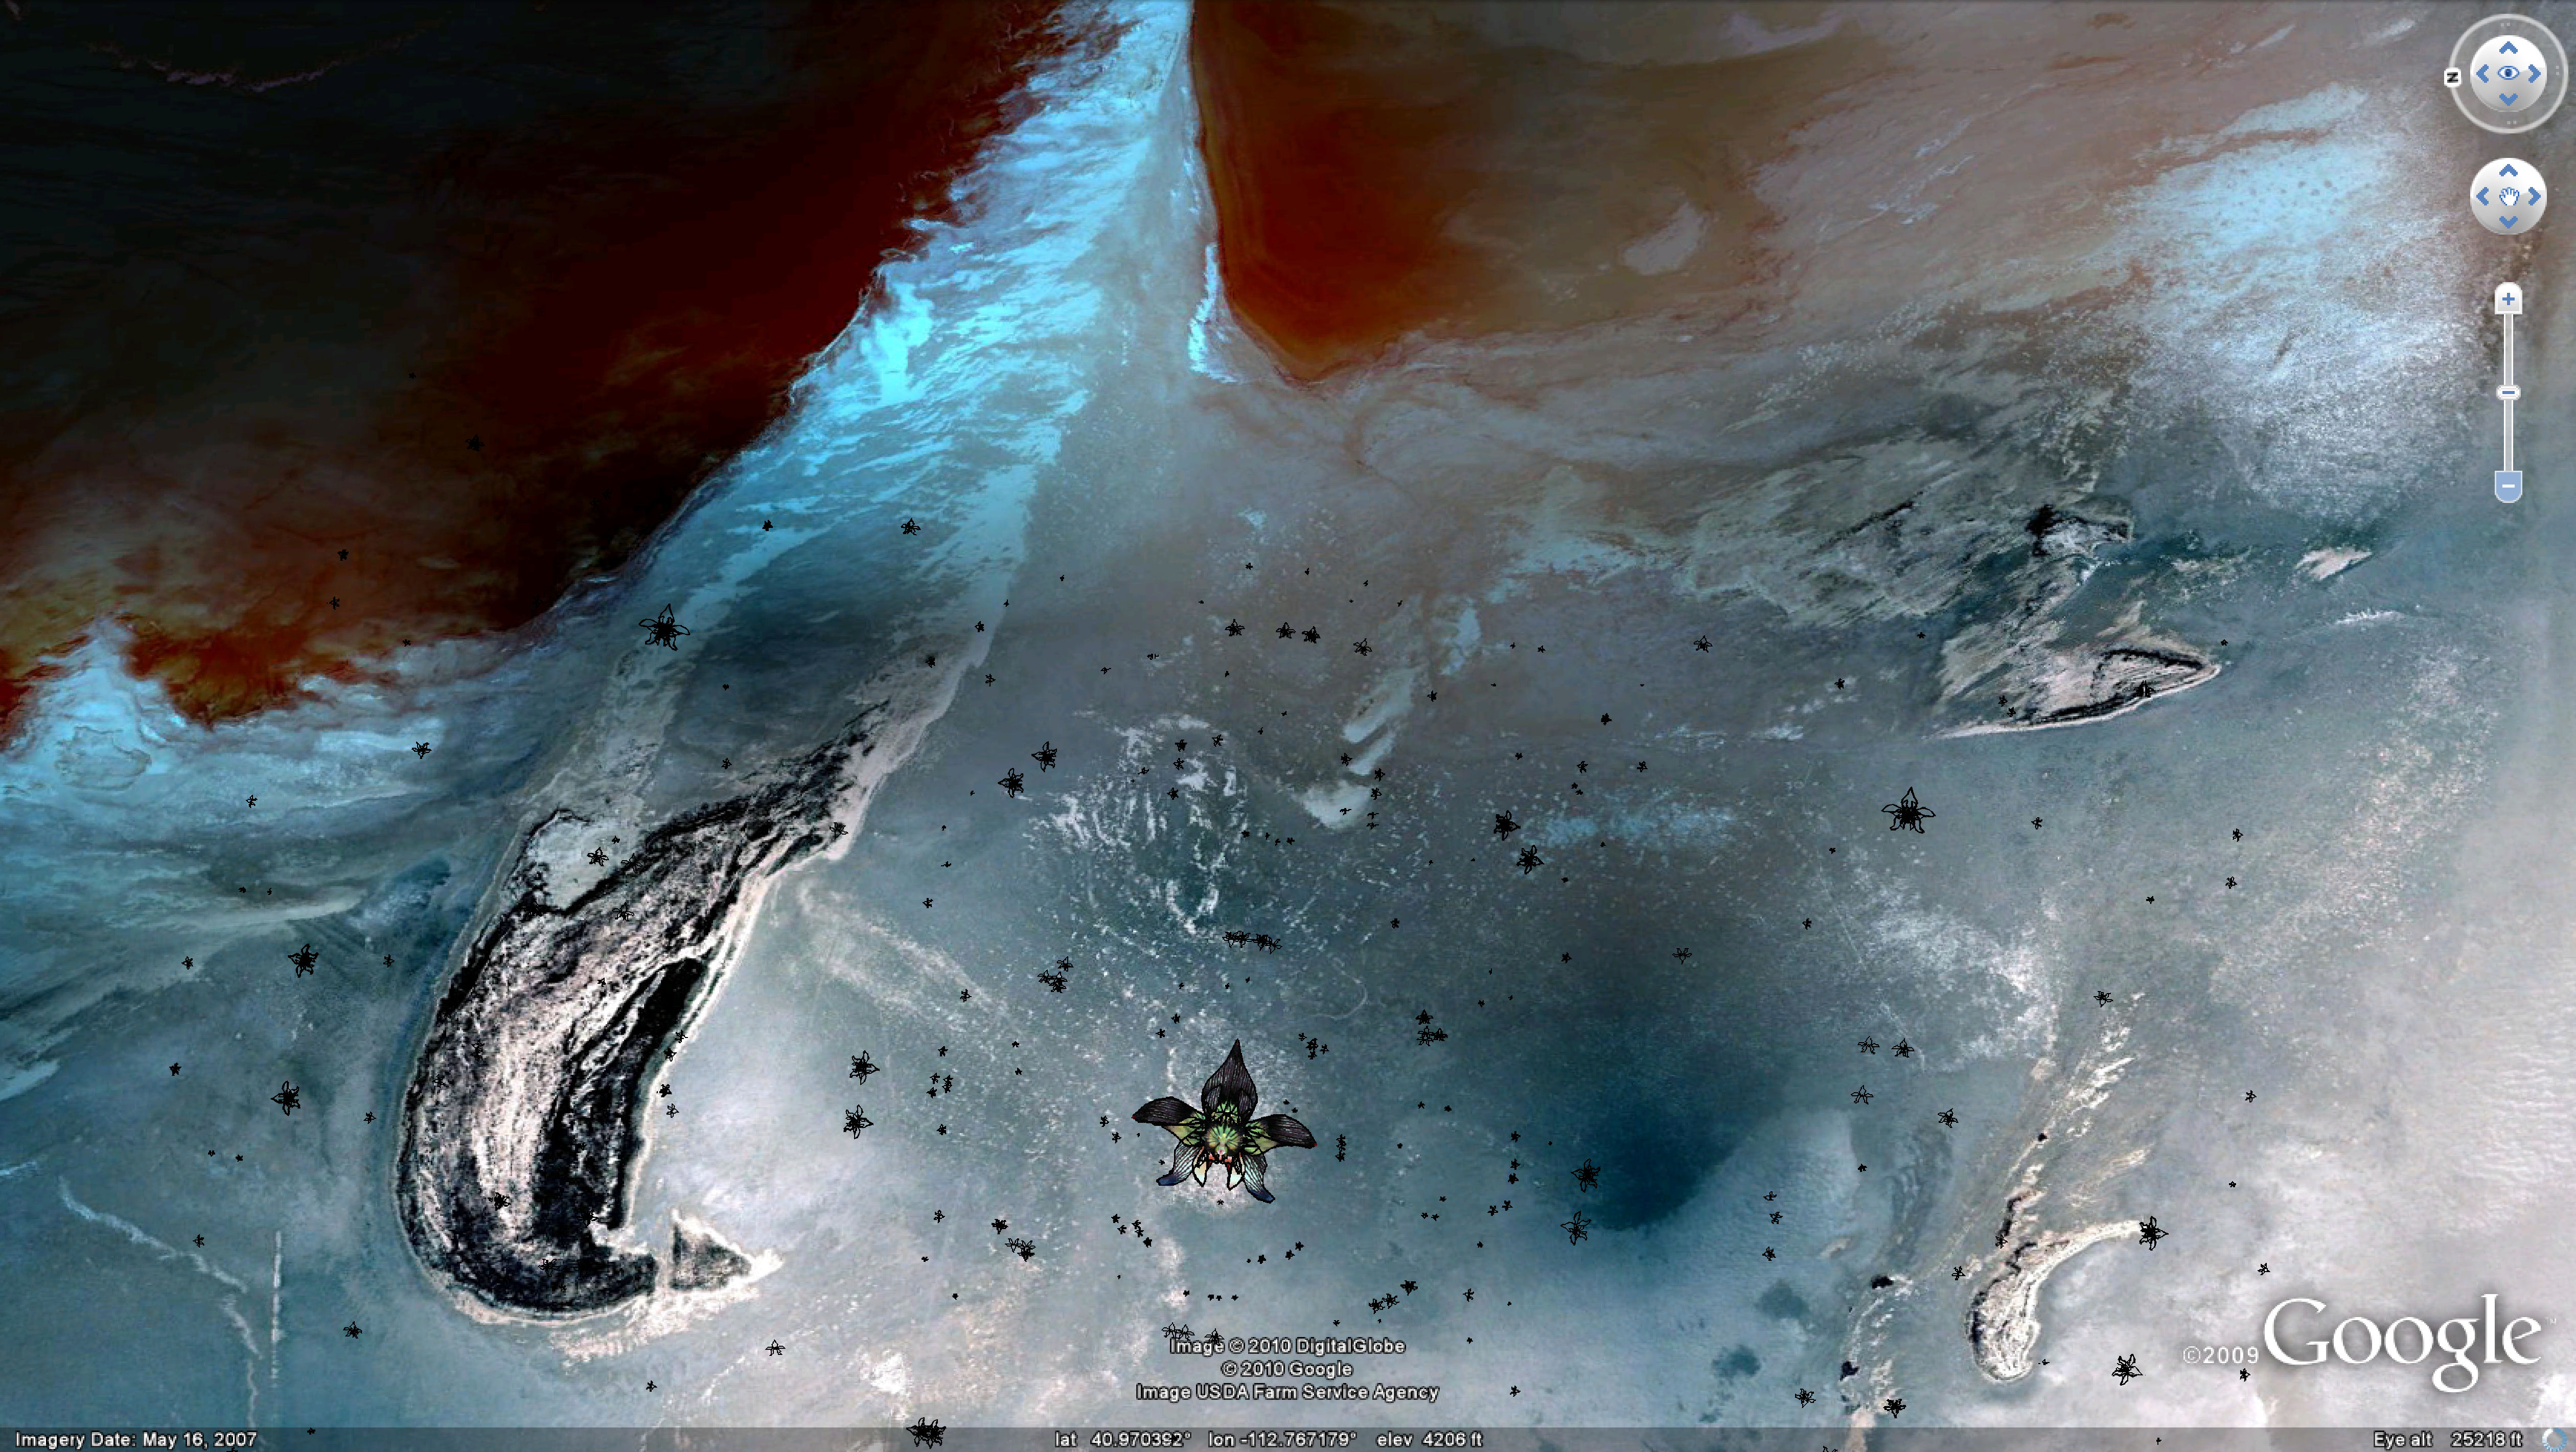 N
Image © 2010 DigitalGlobe
© 2010 Google
Image USDA Farm Service Agency
©2009 Google
Imagery Date: May 16, 2007 lat 40.970392° lon -112.767179° elev 4206 ft Eye alt 25218 ft